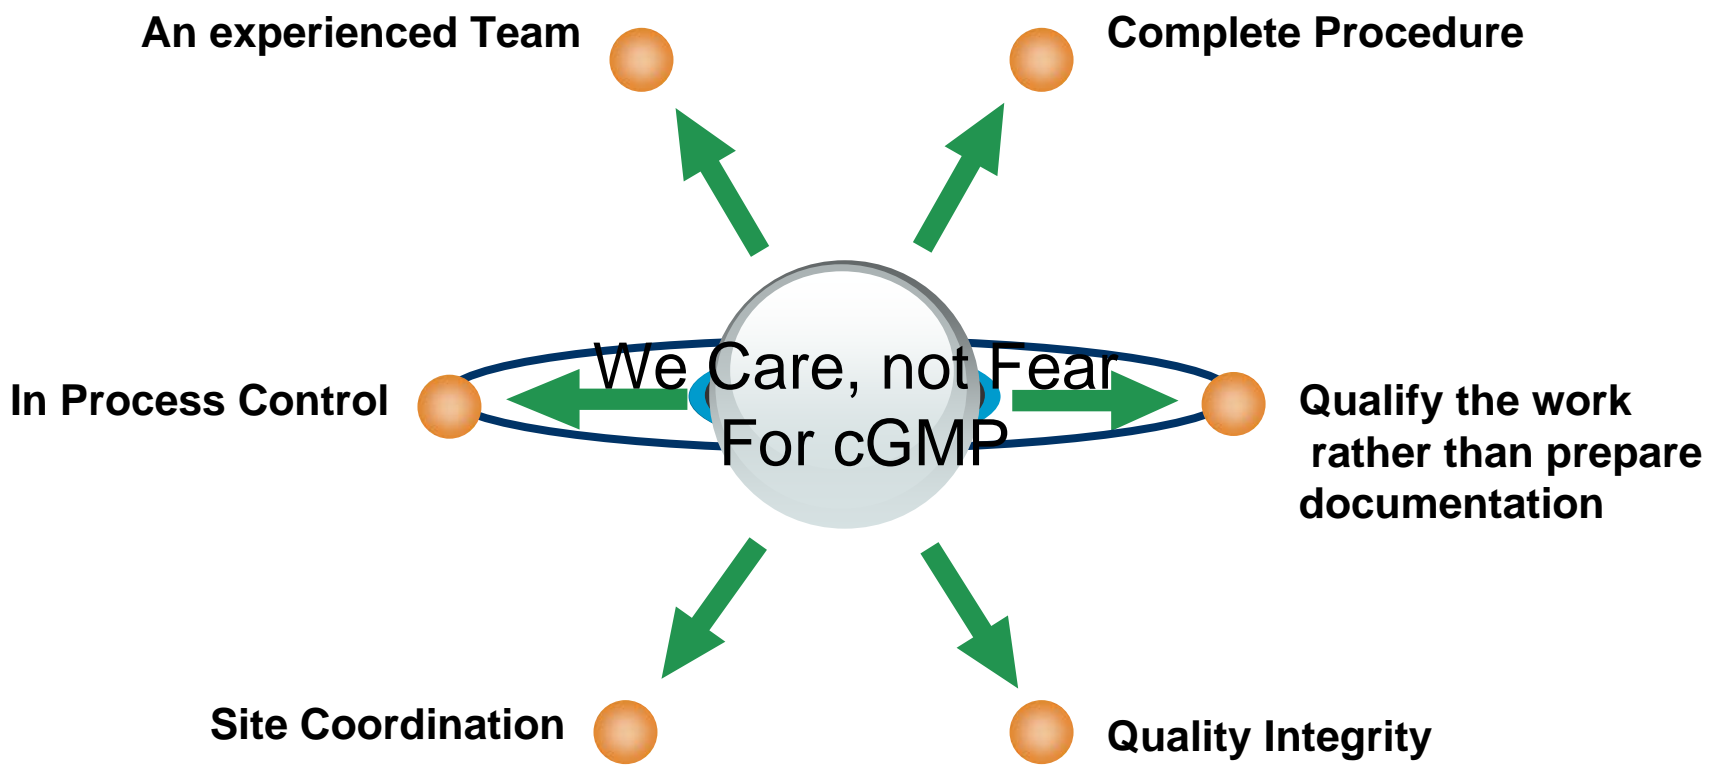 An experienced Team
Complete Procedure
We Care, not Fear
For cGMP
In Process Control
Qualify the work
rather than prepare
documentation
Site Coordination
Quality Integrity